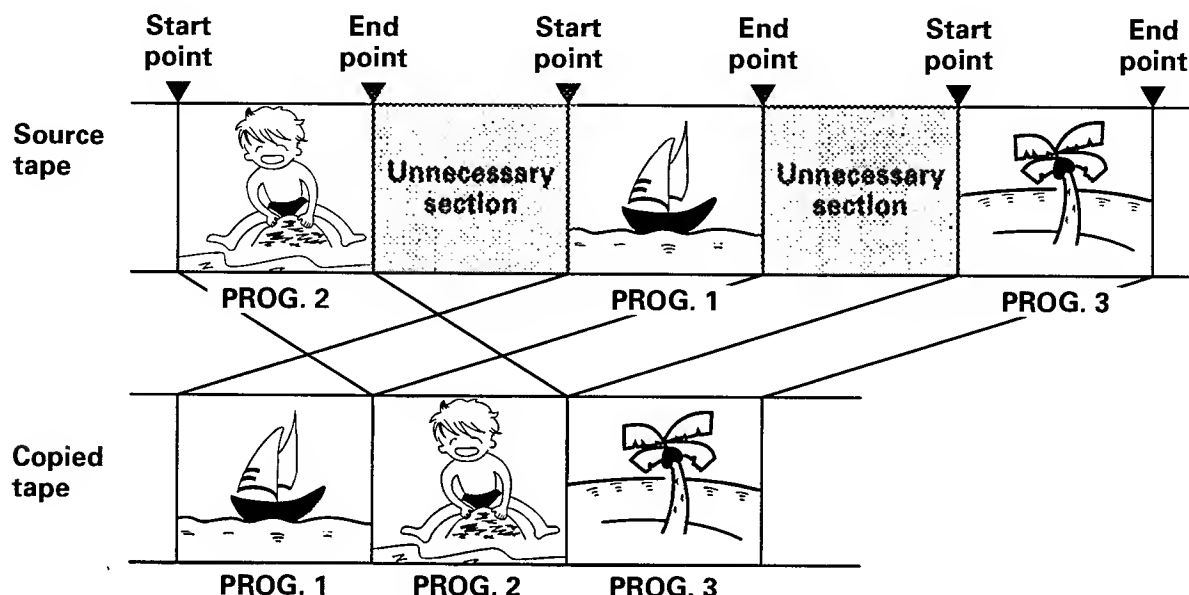 Start point
End point
Start point
End point
Start point
End point
Source tape
Unnecessary section
Unnecessary section
PROG. 2
PROG. 1
PROG. 3
Copied tape
PROG. 1
PROG. 2
PROG. 3